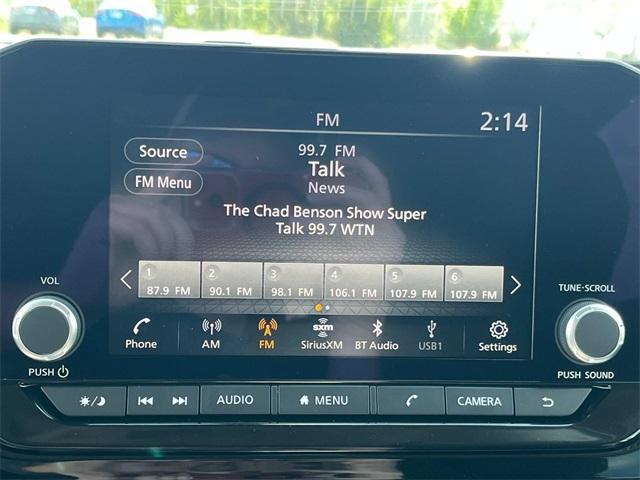 FM
2:14
Source
99.7 FM
Talk
FM Menu
News
The Chad Benson Show Super
Talk 99.7 WTN
1 2 3 4 5 6
87.9 FM 90.1 FM 98.1 FM 106.1 FM 107.9 FM 107.9 FM
VOL
TUNE·SCROLL
sxm
Phone AM FM SiriusXM BT Audio USB1 Settings
PUSH
PUSH SOUND
AUDIO MENU CAMERA